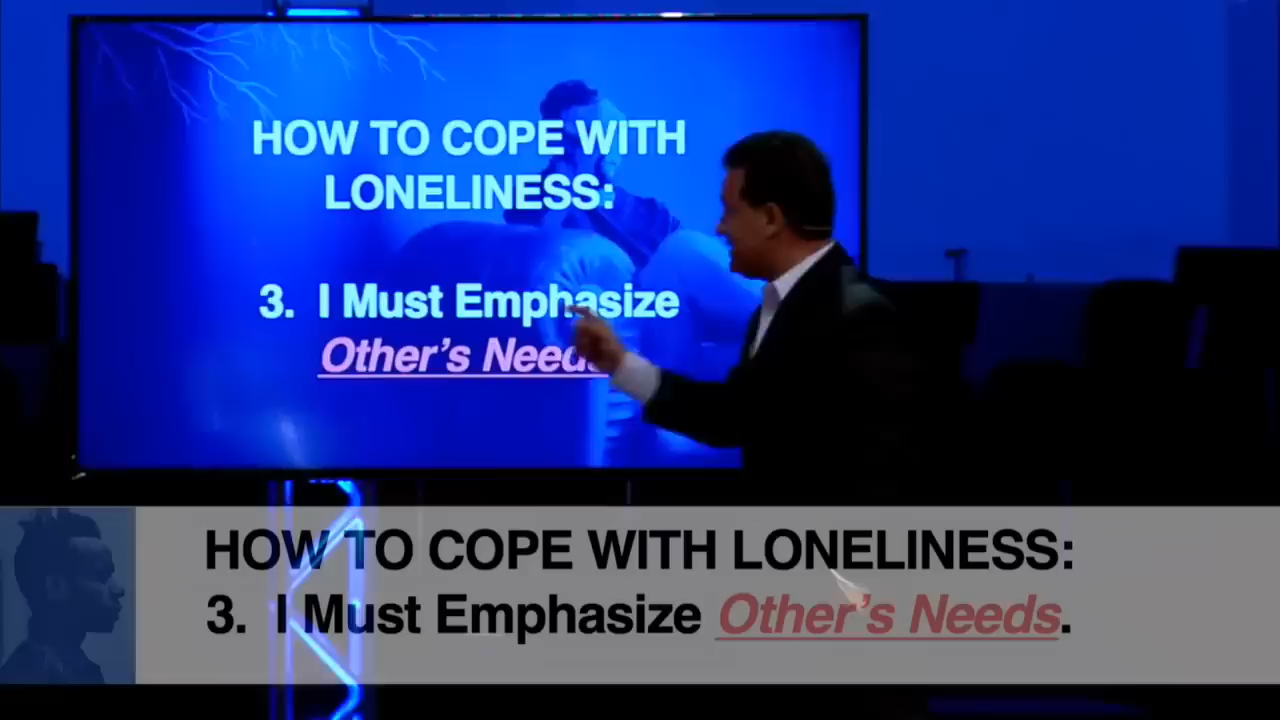 HOW TO COPE WITH
LONELINESS:
3. I Must Emphasize
Other's Needs
HOW TO COPE WITH LONELINESS:
3. I Must Emphasize Other's Needs.